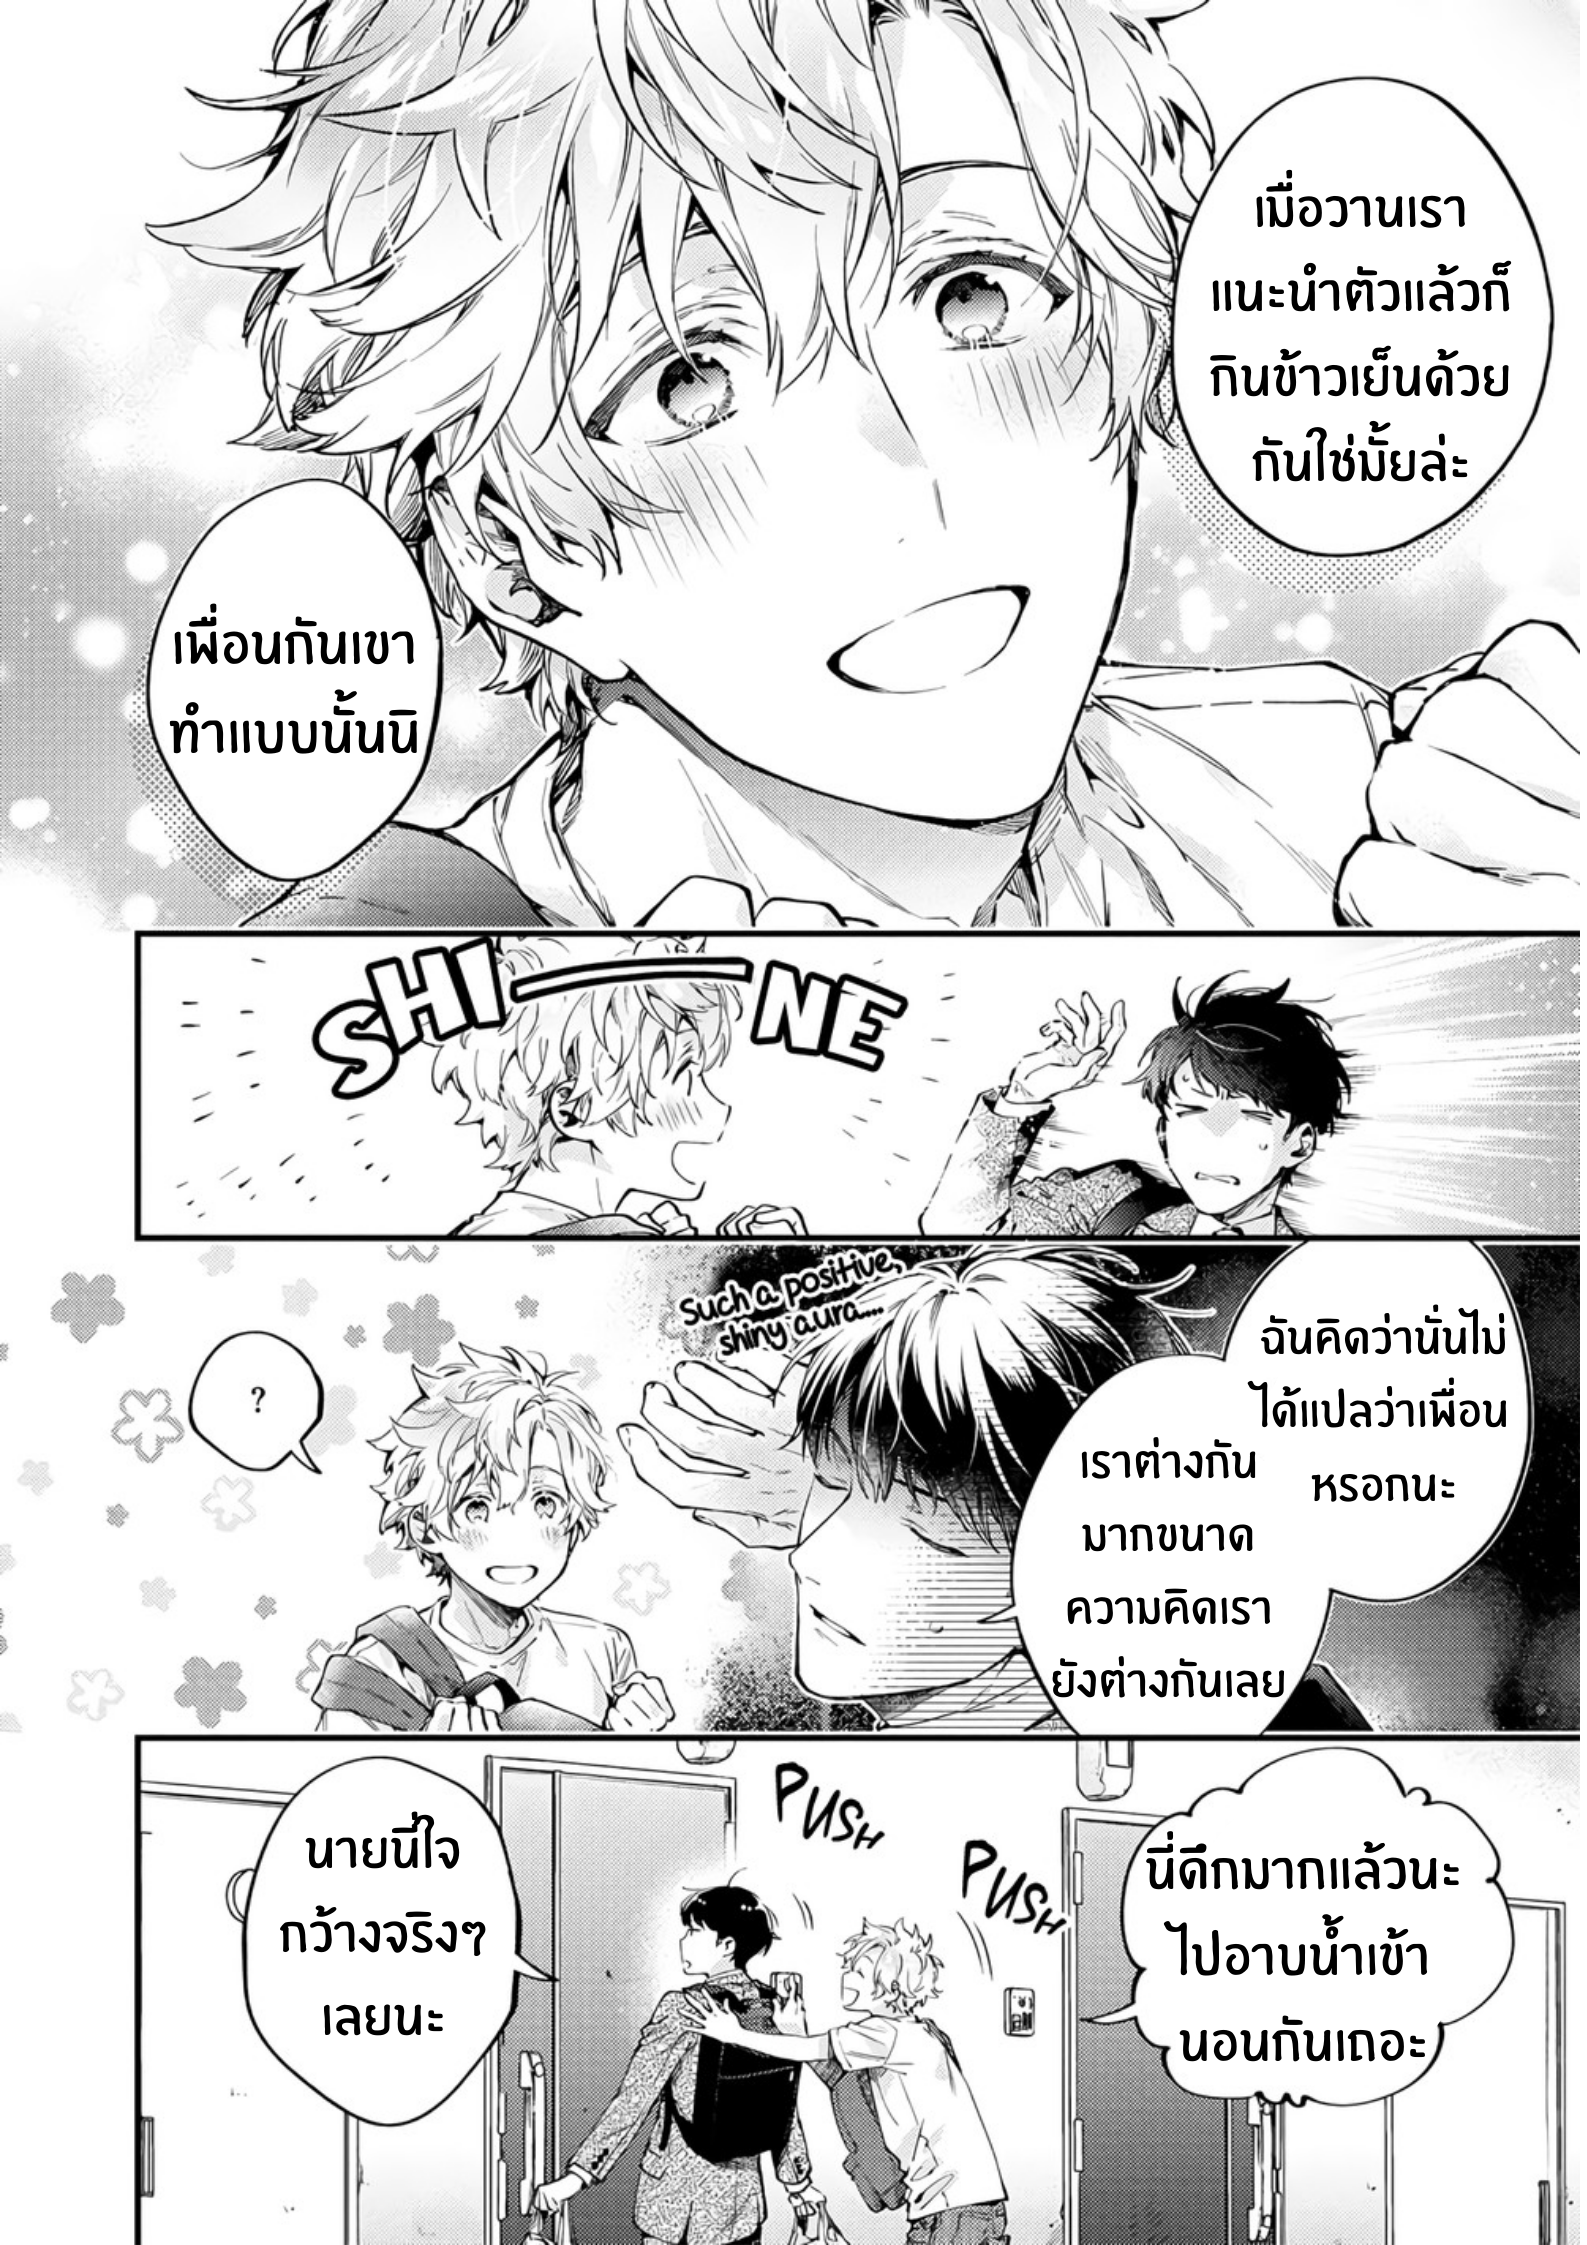 เมื่อวานเรา
แนะนำตัวแล้วก็
กินข้าวเย็นด้วย
กันใช่มั้ยล่ะ
เพื่อนกันเขา
ทำแบบนั้นนิ
SHI—NE
Such a positive,
shiny aura....
ฉันคิดว่านั่นไม่
ได้แปลว่าเพื่อน
หรอกนะ
เราต่างกัน
มากขนาด
ความคิดเรา
ยังต่างกันเลย
?
PUSH
PUSH
นี่ดึกมากแล้วนะ
ไปอาบน้ำเข้า
นอนกันเถอะ
นายนี้ใจ
กว้างจริงๆ
เลยนะ